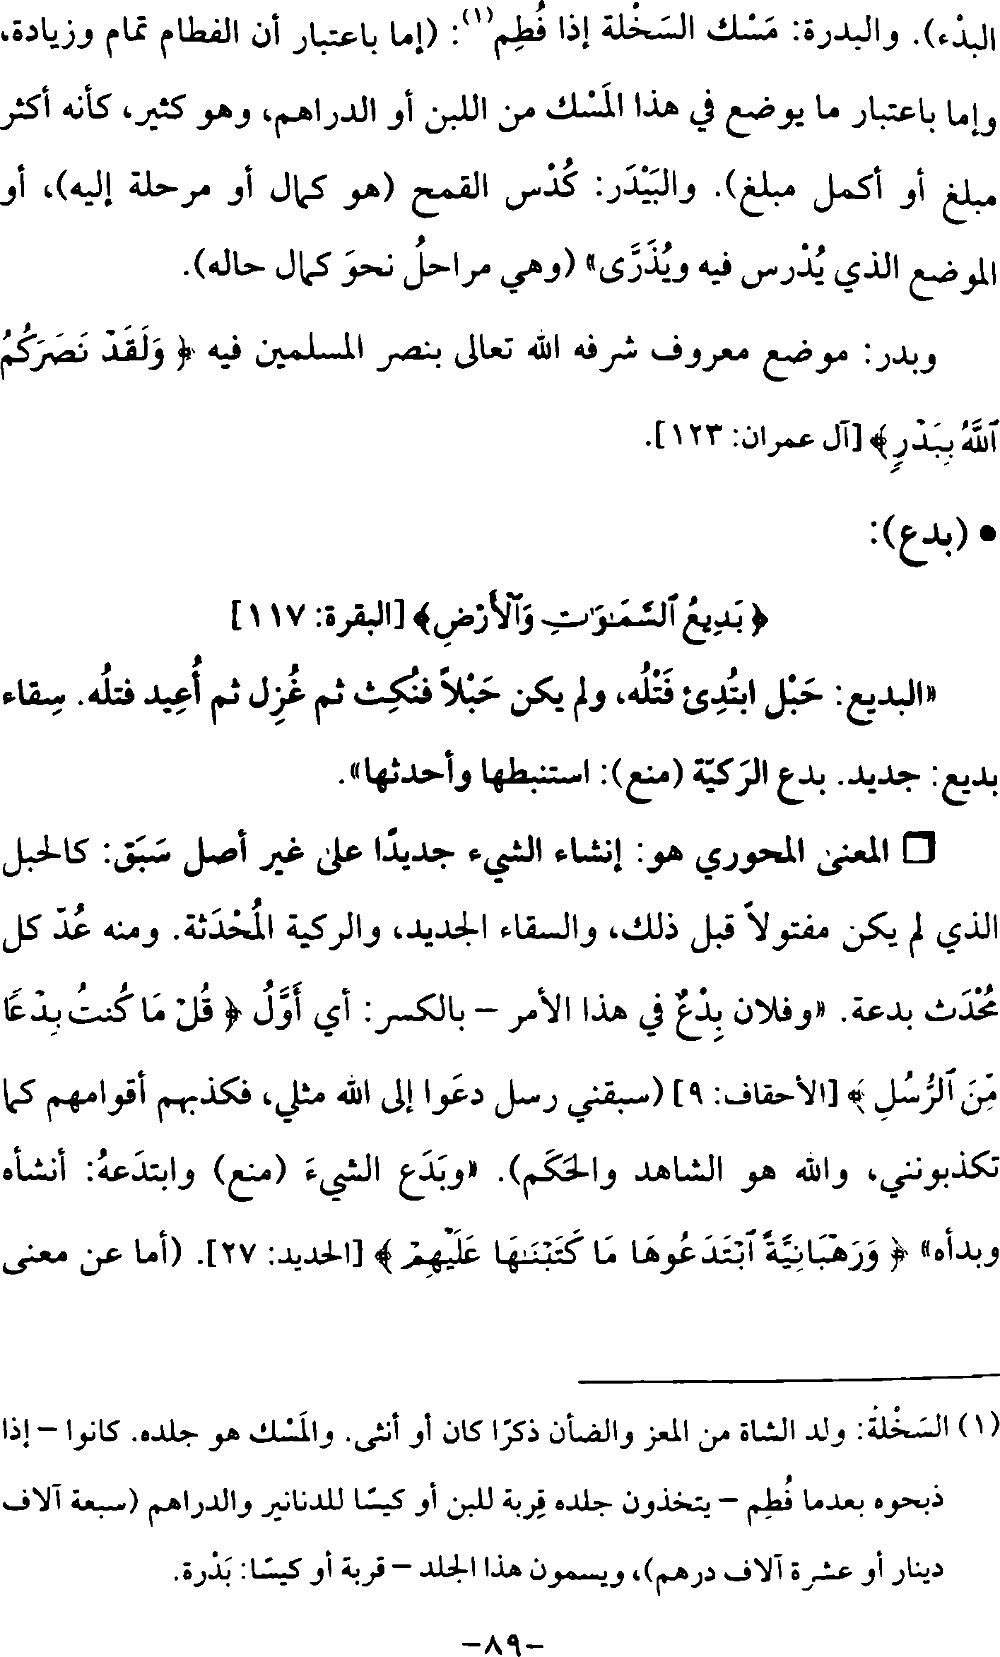 البذْء). والبدرة: مَسْك السَخْلة إذا فُطِم(١): (إما باعتبار أن الفطام تمام وزيادة،
وإما باعتبار ما يوضع في هذا المَسْك من اللبن أو الدراهم، وهو كثير، كأنه أكثر
مبلغ أو أكمل مبلغ). والبَيْدَر: كُدْس القمح (هو كمال أو مرحلة إليه)، أو
الموضع الذي يُدْرس فيه ويُذَرَّى» (وهي مراحلُ نحوَ كمال حاله).
وبدر: موضع معروف شرفه الله تعالى بنصر المسلمين فيه ﴿ وَلَقَدْ نَصَرَكُمُ
ٱللَّهُ بِبَدْرٍ ﴾ [آل عمران: ١٢٣].
• (بدع):
﴿ بَدِيعُ ٱلسَّمَـٰوَٰتِ وَٱلْأَرْضِ﴾ [البقرة: ١١٧]
«البديع: حَبْل ابتُدِئ فَتْلُه، ولم يكن حَبْلاً فنُكِث ثم غُزِل ثم أُعِيد فتلُه. سِقاء
بديع: جديد. بدع الرَكيّة (منع): استنبطها وأحدثها».
□ المعنى المحوري هو: إنشاء الشيء جديدًا على غير أصل سَبَق: كالحبل
الذي لم يكن مفتولاً قبل ذلك، والسقاء الجديد، والركية المُحْدَثة. ومنه عُدّ كل
مُحْدَث بدعة. «وفلان بِدْعٌ في هذا الأمر – بالكسر: أي أَوَّلُ ﴿ قُلْ مَا كُنتُ بِدْعًا
مِّنَ ٱلرُّسُلِ ﴾ [الأحقاف: ٩] (سبقني رسل دعَوا إلى الله مثلي، فكذبهم أقوامهم كما
تكذبونني، والله هو الشاهد والحَكَم). «وبَدَع الشيءَ (منع) وابتدَعهُ: أنشأه
وبدأه» ﴿ وَرَهْبَانِيَّةً ٱبْتَدَعُوهَا مَا كَتَبْنَـٰهَا عَلَيْهِمْ ﴾ [الحديد: ٢٧]. (أما عن معنى
(١) السَخْلةُ: ولد الشاة من المعز والضأن ذكرًا كان أو أنثى. والمَسْك هو جلده. كانوا – إذا
ذبحوه بعدما فُطِم – يتخذون جلده قِربة للبن أو كيسًا للدنانير والدراهم (سبعة آلاف
دينار أو عشرة آلاف درهم)، ويسمون هذا الجلد – قربة أو كيسًا: بَدْرة.
-٨٩-